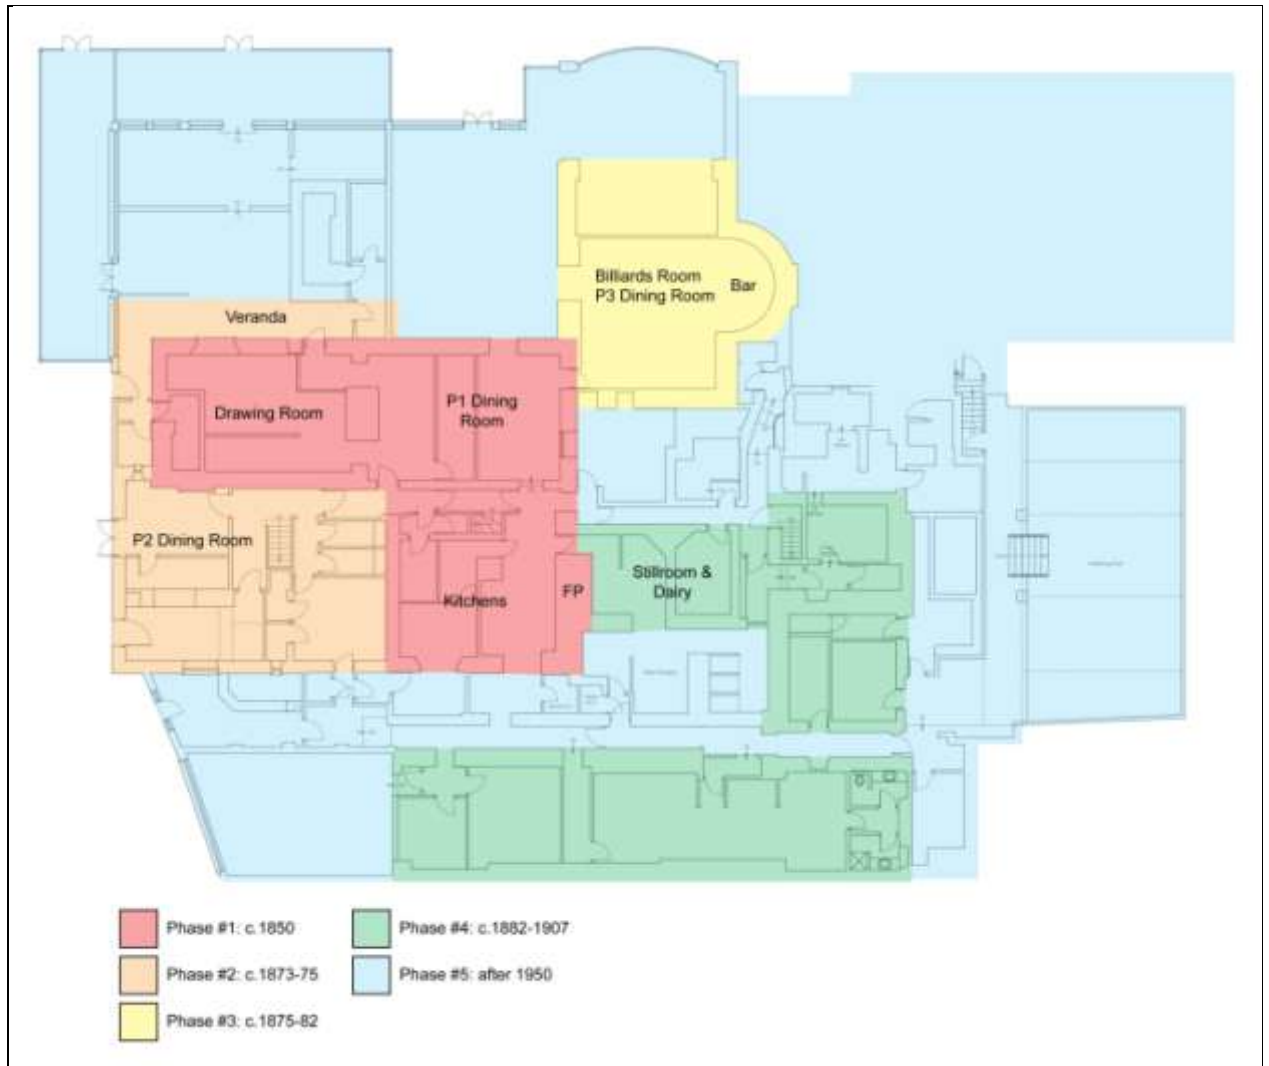 Veranda
Billiards Room
P3 Dining Room
Bar
Drawing Room
P1 Dining
Room
P2 Dining Room
Kitchens
FP
Stillroom &
Dairy
Phase #1: c.1850
Phase #2: c.1873-75
Phase #3: c.1875-82
Phase #4: c.1882-1907
Phase #5: after 1950